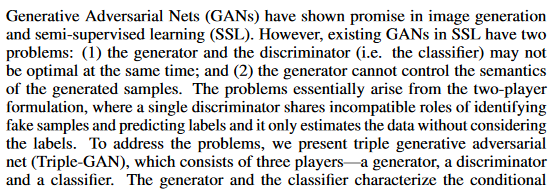 Generative Adversarial Nets (GANs) have shown promise in image generation
and semi-supervised learning (SSL). However, existing GANs in SSL have two
problems: (1) the generator and the discriminator (i.e. the classifier) may not
be optimal at the same time; and (2) the generator cannot control the semantics
of the generated samples. The problems essentially arise from the two-player
formulation, where a single discriminator shares incompatible roles of identifying
fake samples and predicting labels and it only estimates the data without considering
the labels. To address the problems, we present triple generative adversarial
net (Triple-GAN), which consists of three players—a generator, a discriminator
and a classifier. The generator and the classifier characterize the conditional